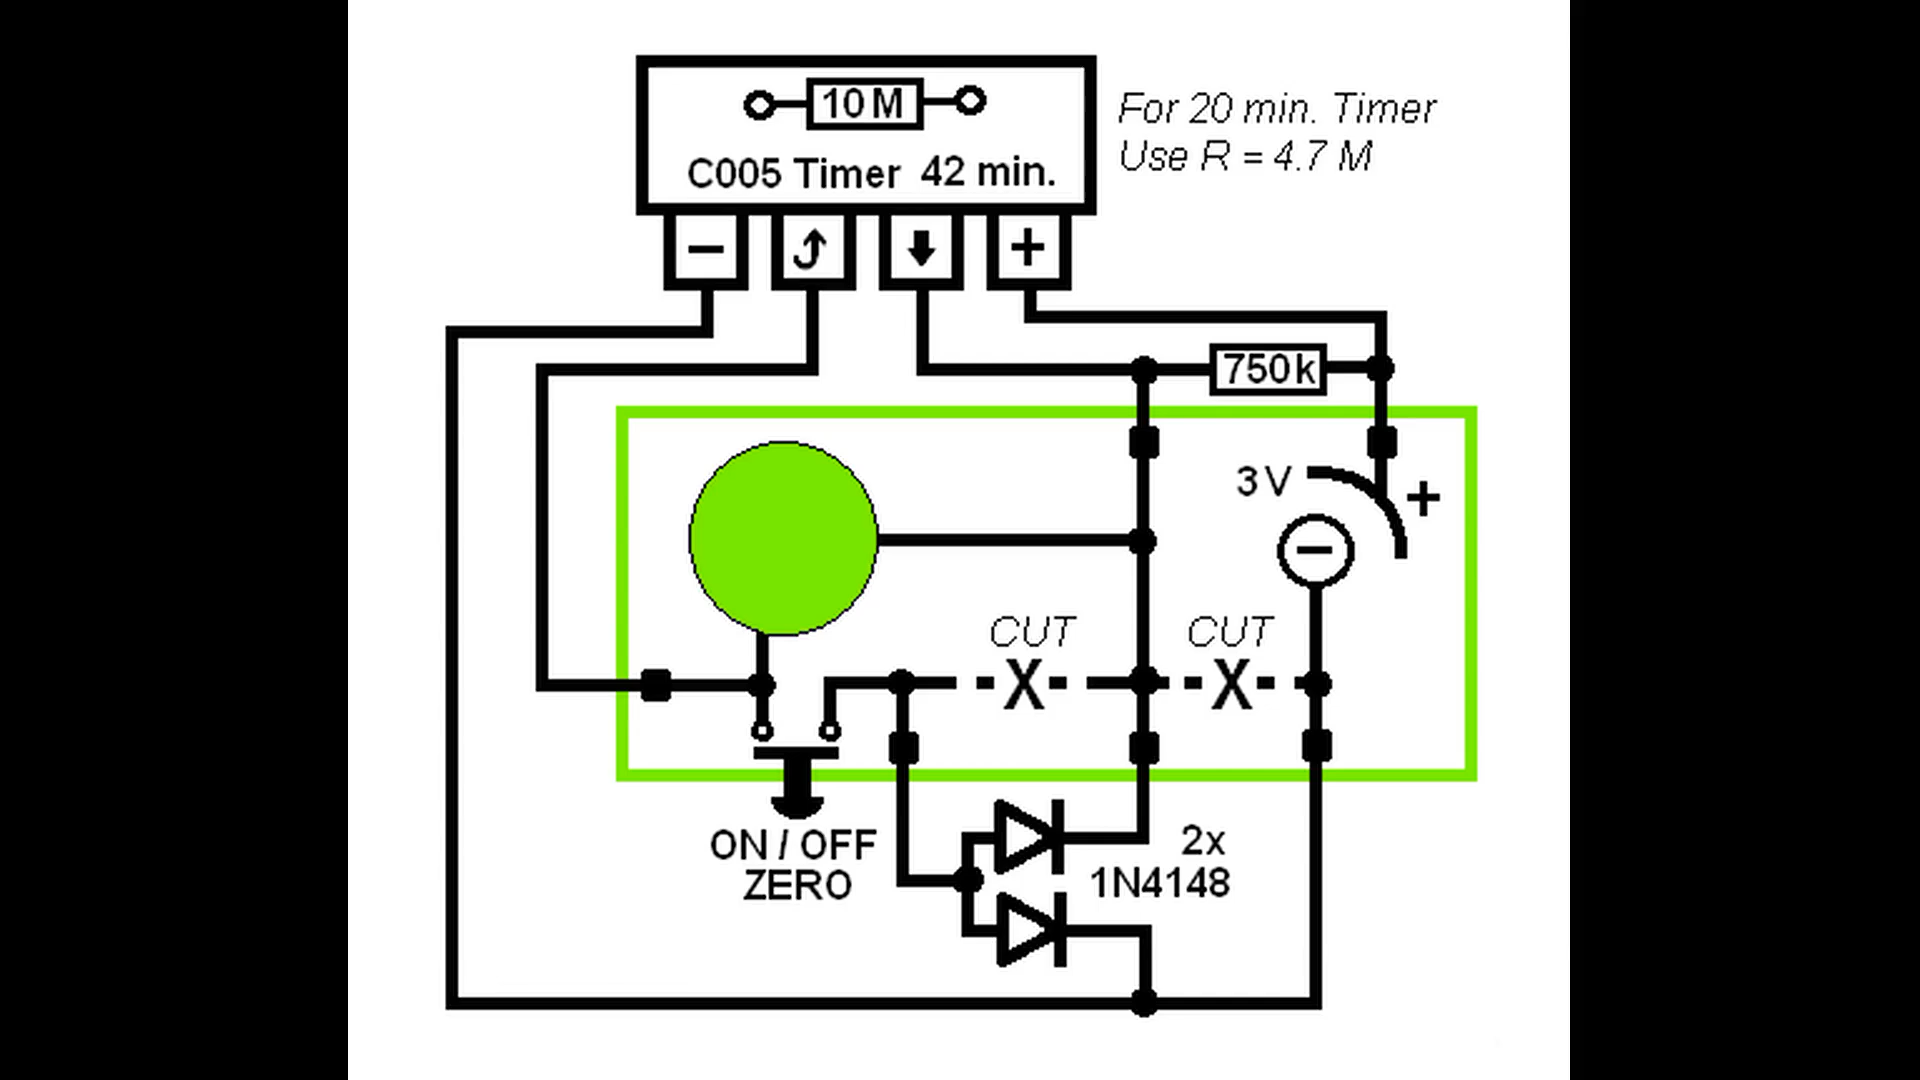 10 M
C005 Timer 42 min.
For 20 min. Timer
Use R = 4.7 M
−
+
750k
3 V
+
−
CUT
CUT
X
X
ON / OFF
ZERO
2x
1N4148